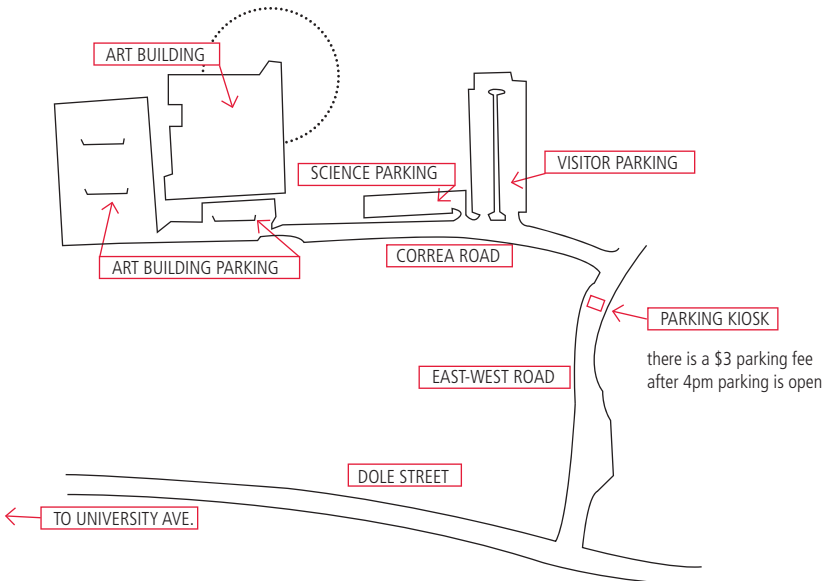 ART BUILDING
SCIENCE PARKING
VISITOR PARKING
CORREA ROAD
ART BUILDING PARKING
PARKING KIOSK
there is a $3 parking fee
after 4pm parking is open
EAST-WEST ROAD
DOLE STREET
TO UNIVERSITY AVE.